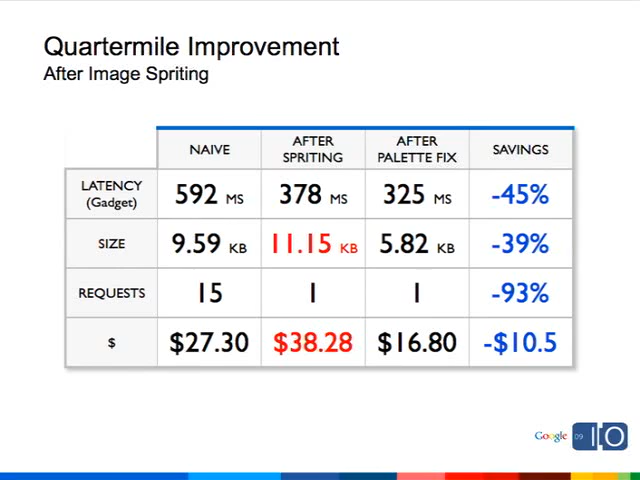 Quartermile Improvement
After Image Spriting
NAIVE
AFTER
SPRITING
AFTER
PALETTE FIX
SAVINGS
LATENCY
(Gadget)
592 MS
378 MS
325 MS
-45%
SIZE
9.59 KB
11.15 KB
5.82 KB
-39%
REQUESTS
15
1
1
-93%
$
$27.30
$38.28
$16.80
-$10.5
Google 09 IO